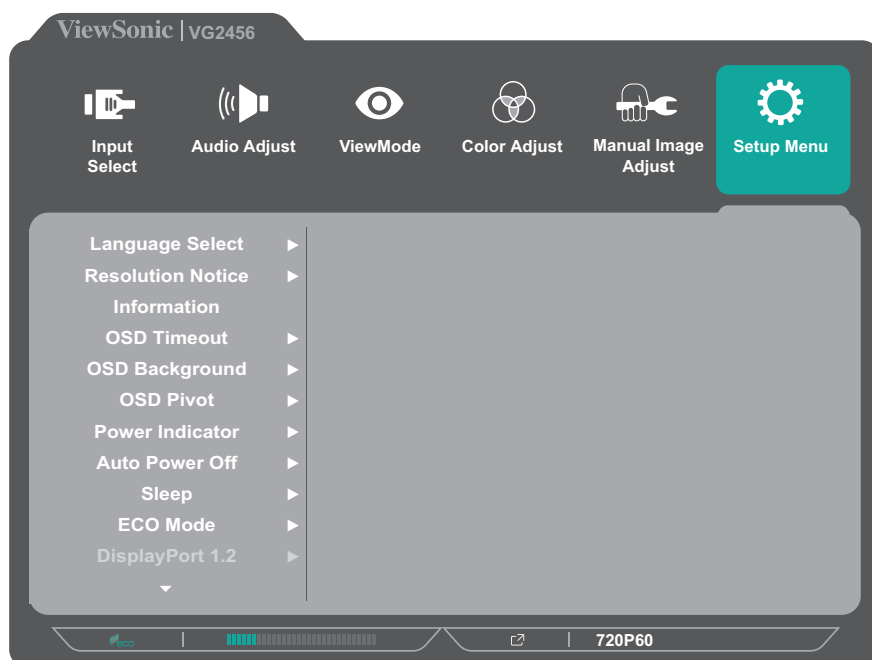 ViewSonic | VG2456
Input
Select
Audio Adjust
ViewMode
Color Adjust
Manual Image
Adjust
Setup Menu
Language Select
Resolution Notice
Information
OSD Timeout
OSD Background
OSD Pivot
Power Indicator
Auto Power Off
Sleep
ECO Mode
DisplayPort 1.2
eco
720P60